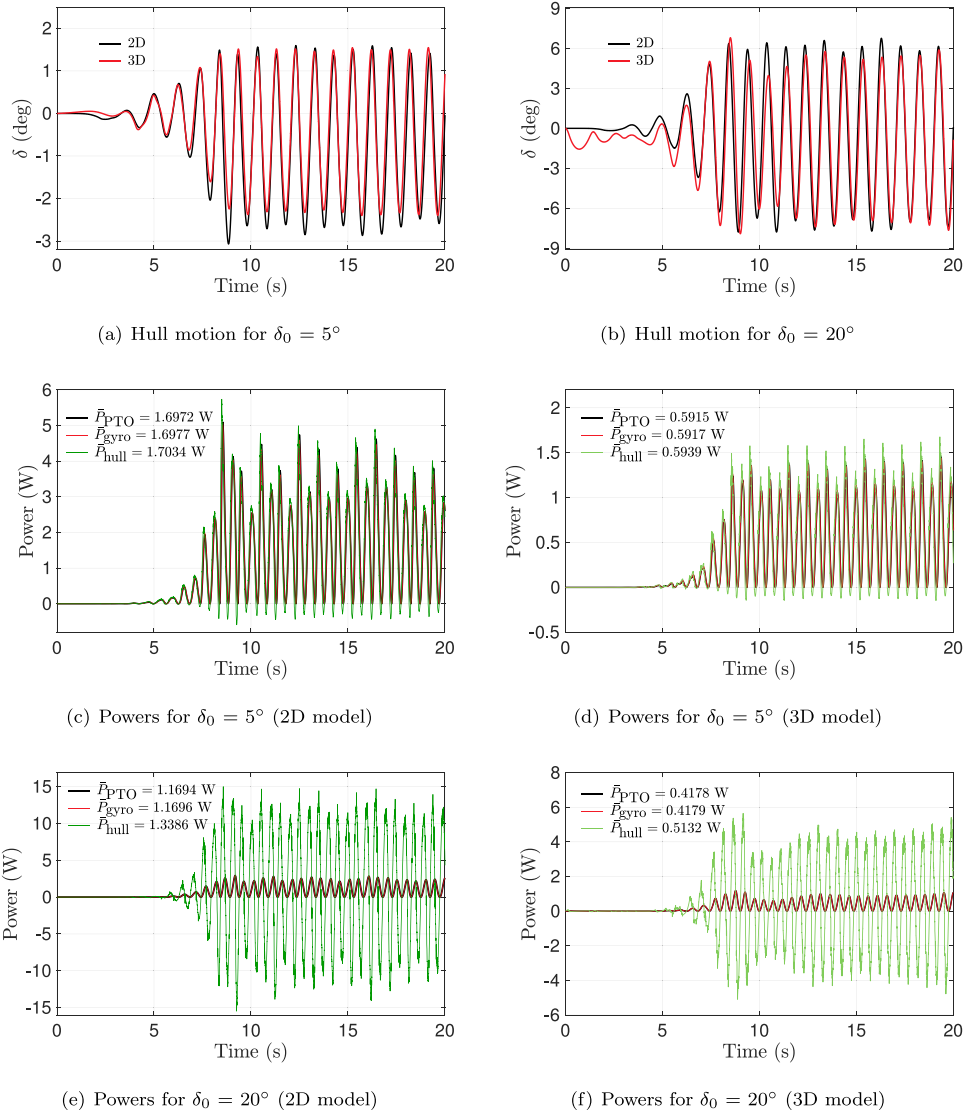 2
1
0
-1
-2
-3
δ (deg)
2D
3D
0 5 10 15 20
Time (s)
(a) Hull motion for δ₀ = 5°
9
6
3
0
-3
-6
-9
δ (deg)
2D
3D
0 5 10 15 20
Time (s)
(b) Hull motion for δ₀ = 20°
6
5
4
3
2
1
0
Power (W)
P̄PTO = 1.6972 W
P̄gyro = 1.6977 W
P̄hull = 1.7034 W
0 5 10 15 20
Time (s)
(c) Powers for δ₀ = 5° (2D model)
2
1.5
1
0.5
0
-0.5
Power (W)
P̄PTO = 0.5915 W
P̄gyro = 0.5917 W
P̄hull = 0.5939 W
0 5 10 15 20
Time (s)
(d) Powers for δ₀ = 5° (3D model)
15
10
5
0
-5
-10
-15
Power (W)
P̄PTO = 1.1694 W
P̄gyro = 1.1696 W
P̄hull = 1.3386 W
0 5 10 15 20
Time (s)
(e) Powers for δ₀ = 20° (2D model)
8
6
4
2
0
-2
-4
-6
Power (W)
P̄PTO = 0.4178 W
P̄gyro = 0.4179 W
P̄hull = 0.5132 W
0 5 10 15 20
Time (s)
(f) Powers for δ₀ = 20° (3D model)